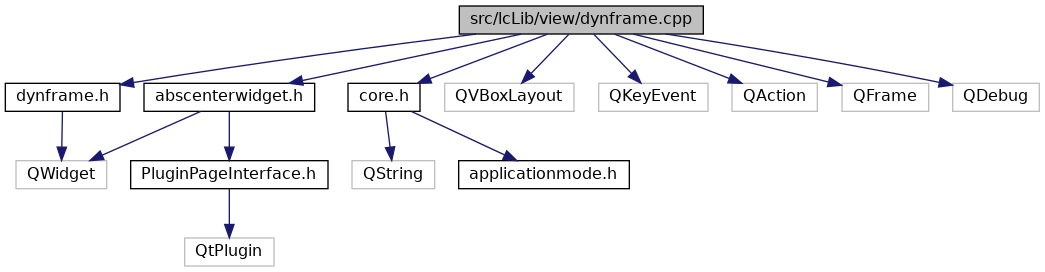 src/lcLib/view/dynframe.cpp
dynframe.h
abscenterwidget.h
core.h
QVBoxLayout
QKeyEvent
QAction
QFrame
QDebug
QWidget
PluginPageInterface.h
QString
applicationmode.h
QtPlugin